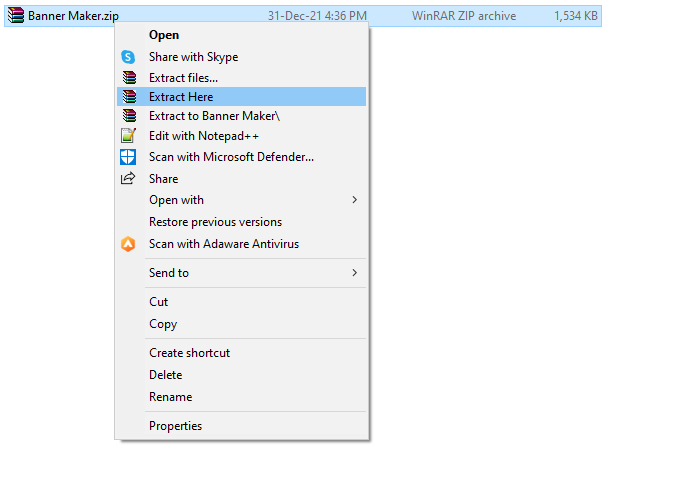 Banner Maker.zip 31-Dec-21 4:36 PM WinRAR ZIP archive 1,534 KB
Open
Share with Skype
Extract files...
Extract Here
Extract to Banner Maker\
Edit with Notepad++
Scan with Microsoft Defender...
Share
Open with
Restore previous versions
Scan with Adaware Antivirus
Send to
Cut
Copy
Create shortcut
Delete
Rename
Properties